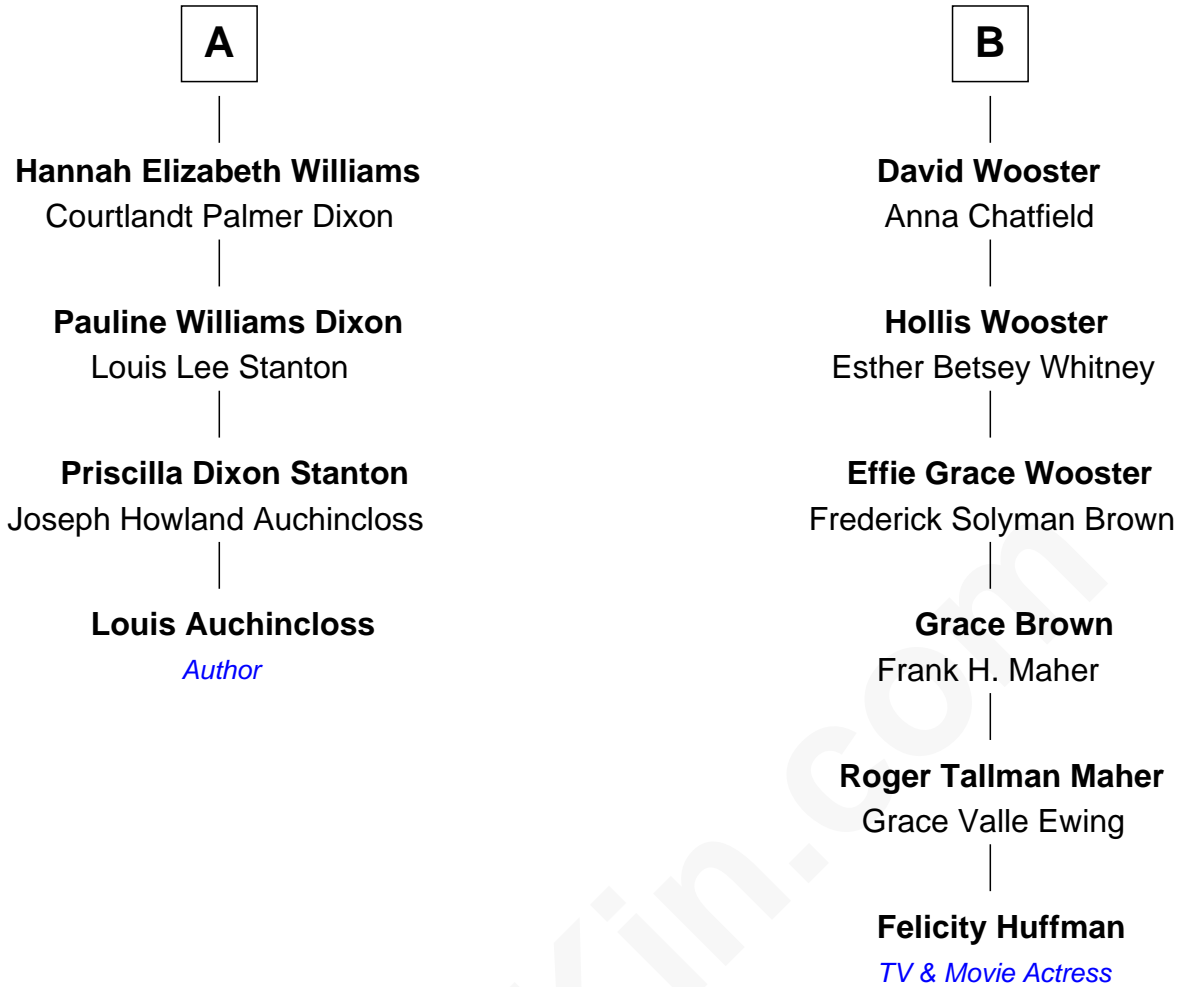 A
Hannah Elizabeth Williams
Courtlandt Palmer Dixon
Pauline Williams Dixon
Louis Lee Stanton
Priscilla Dixon Stanton
Joseph Howland Auchincloss
Louis Auchincloss
Author
B
David Wooster
Anna Chatfield
Hollis Wooster
Esther Betsey Whitney
Effie Grace Wooster
Frederick Solyman Brown
Grace Brown
Frank H. Maher
Roger Tallman Maher
Grace Valle Ewing
Felicity Huffman
TV & Movie Actress
Kin.com